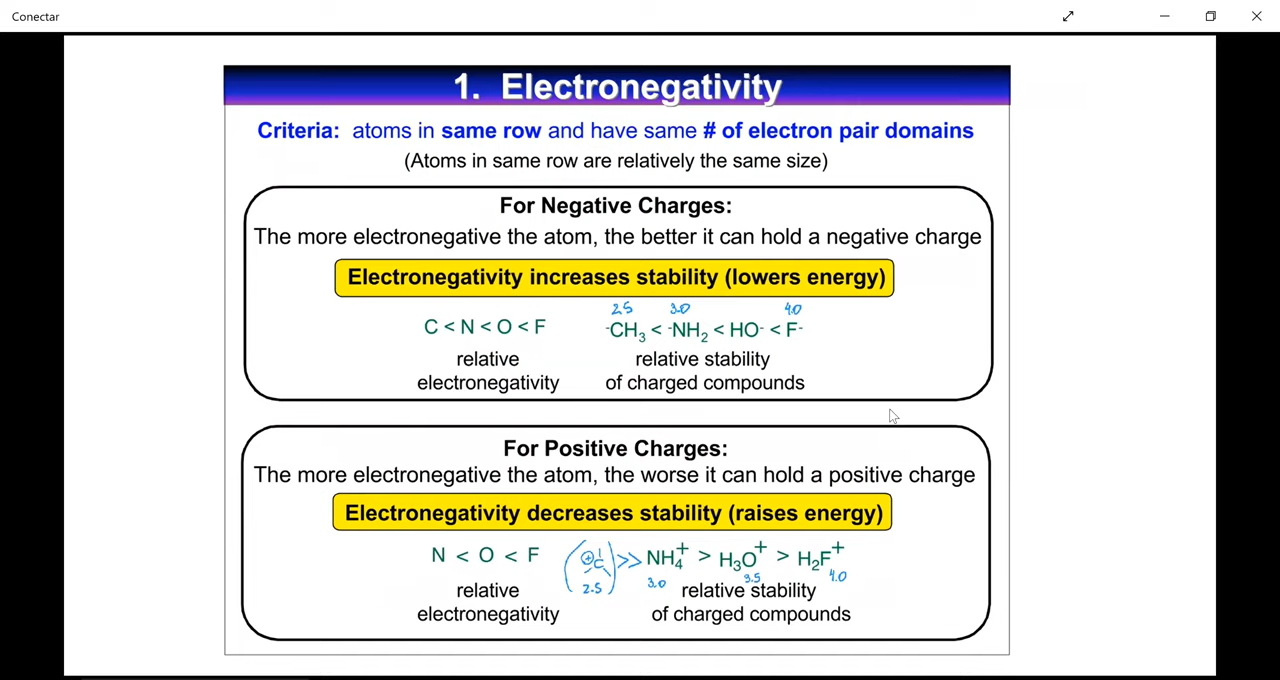 Conectar
1. Electronegativity
Criteria: atoms in same row and have same # of electron pair domains
(Atoms in same row are relatively the same size)
For Negative Charges:
The more electronegative the atom, the better it can hold a negative charge
Electronegativity increases stability (lowers energy)
2.5 3.0 4.0
C < N < O < F ⁻CH₃ < ⁻NH₂ < HO⁻ < F⁻
relative relative stability
electronegativity of charged compounds
For Positive Charges:
The more electronegative the atom, the worse it can hold a positive charge
Electronegativity decreases stability (raises energy)
N < O < F (⊕C) >> NH₄⁺ > H₃O⁺ > H₂F⁺
2.5 3.0 3.5 4.0
relative relative stability
electronegativity of charged compounds